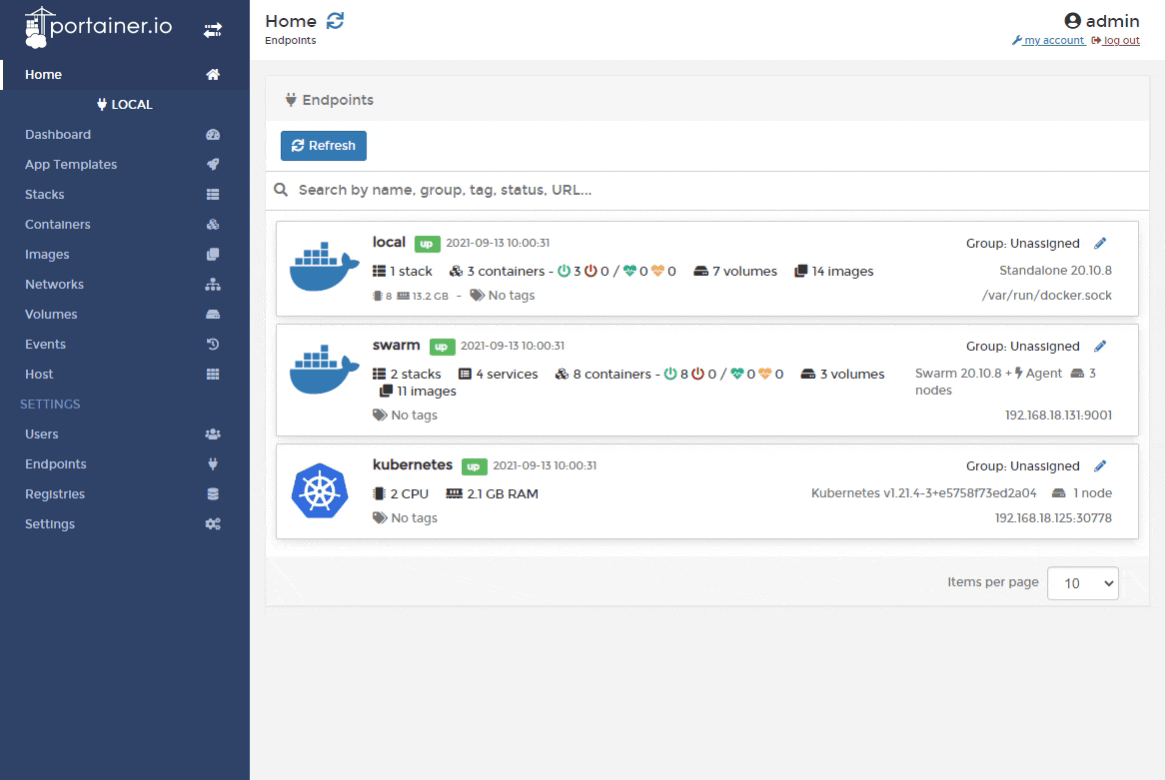 portainer.io
Home
LOCAL
Dashboard
App Templates
Stacks
Containers
Images
Networks
Volumes
Events
Host
SETTINGS
Users
Endpoints
Registries
Settings
Home
Endpoints
admin
my account log out
Endpoints
Refresh
Search by name, group, tag, status, URL...
local up 2021-09-13 10:00:31 Group: Unassigned
1 stack 3 containers - 3 0 / 0 0 7 volumes 14 images Standalone 20.10.8
8 13.2 GB - No tags /var/run/docker.sock
swarm up 2021-09-13 10:00:31 Group: Unassigned
2 stacks 4 services 8 containers - 8 0 / 0 0 3 volumes
11 images
No tags
Swarm 20.10.8 + Agent 3
nodes
192.168.18.131:9001
kubernetes up 2021-09-13 10:00:31 Group: Unassigned
2 CPU 2.1 GB RAM Kubernetes v1.21.4-3+e5758f73ed2a04 1 node
No tags 192.168.18.125:30778
Items per page 10